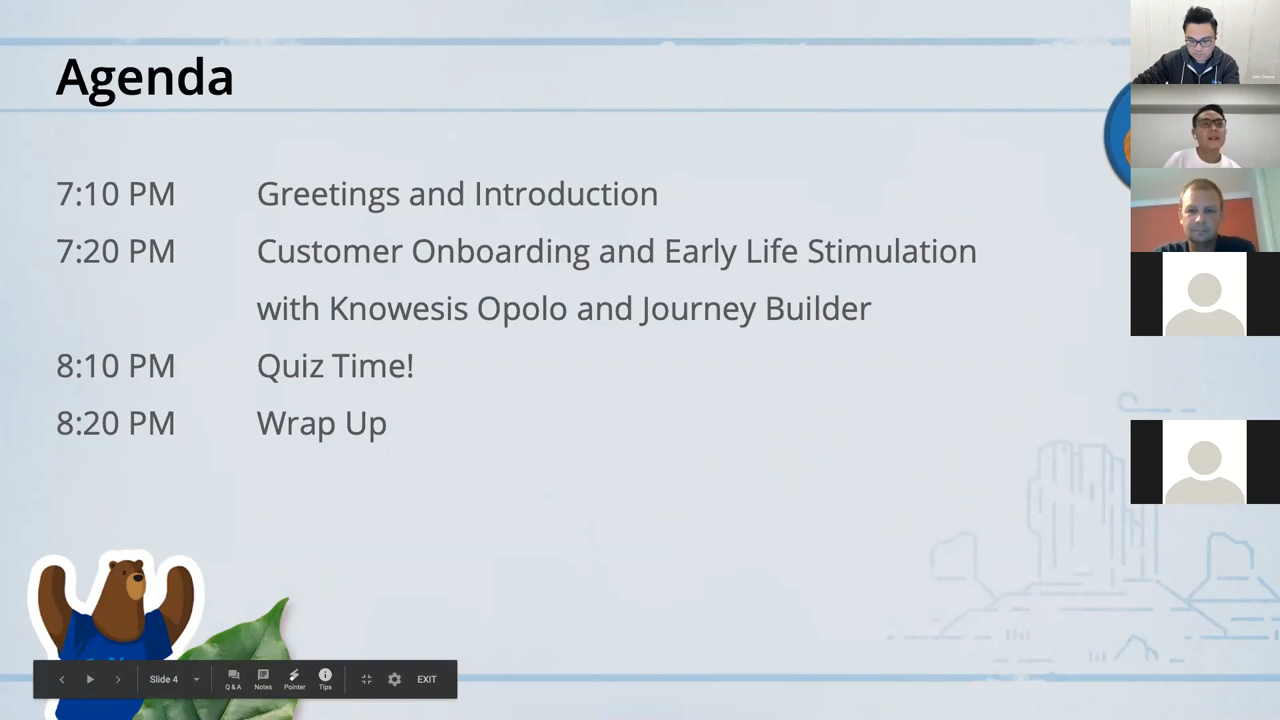 Agenda
7:10 PM Greetings and Introduction
7:20 PM Customer Onboarding and Early Life Stimulation
with Knowesis Opolo and Journey Builder
8:10 PM Quiz Time!
8:20 PM Wrap Up
Slide 4
Q & A
Notes
Pointer
Tips
EXIT